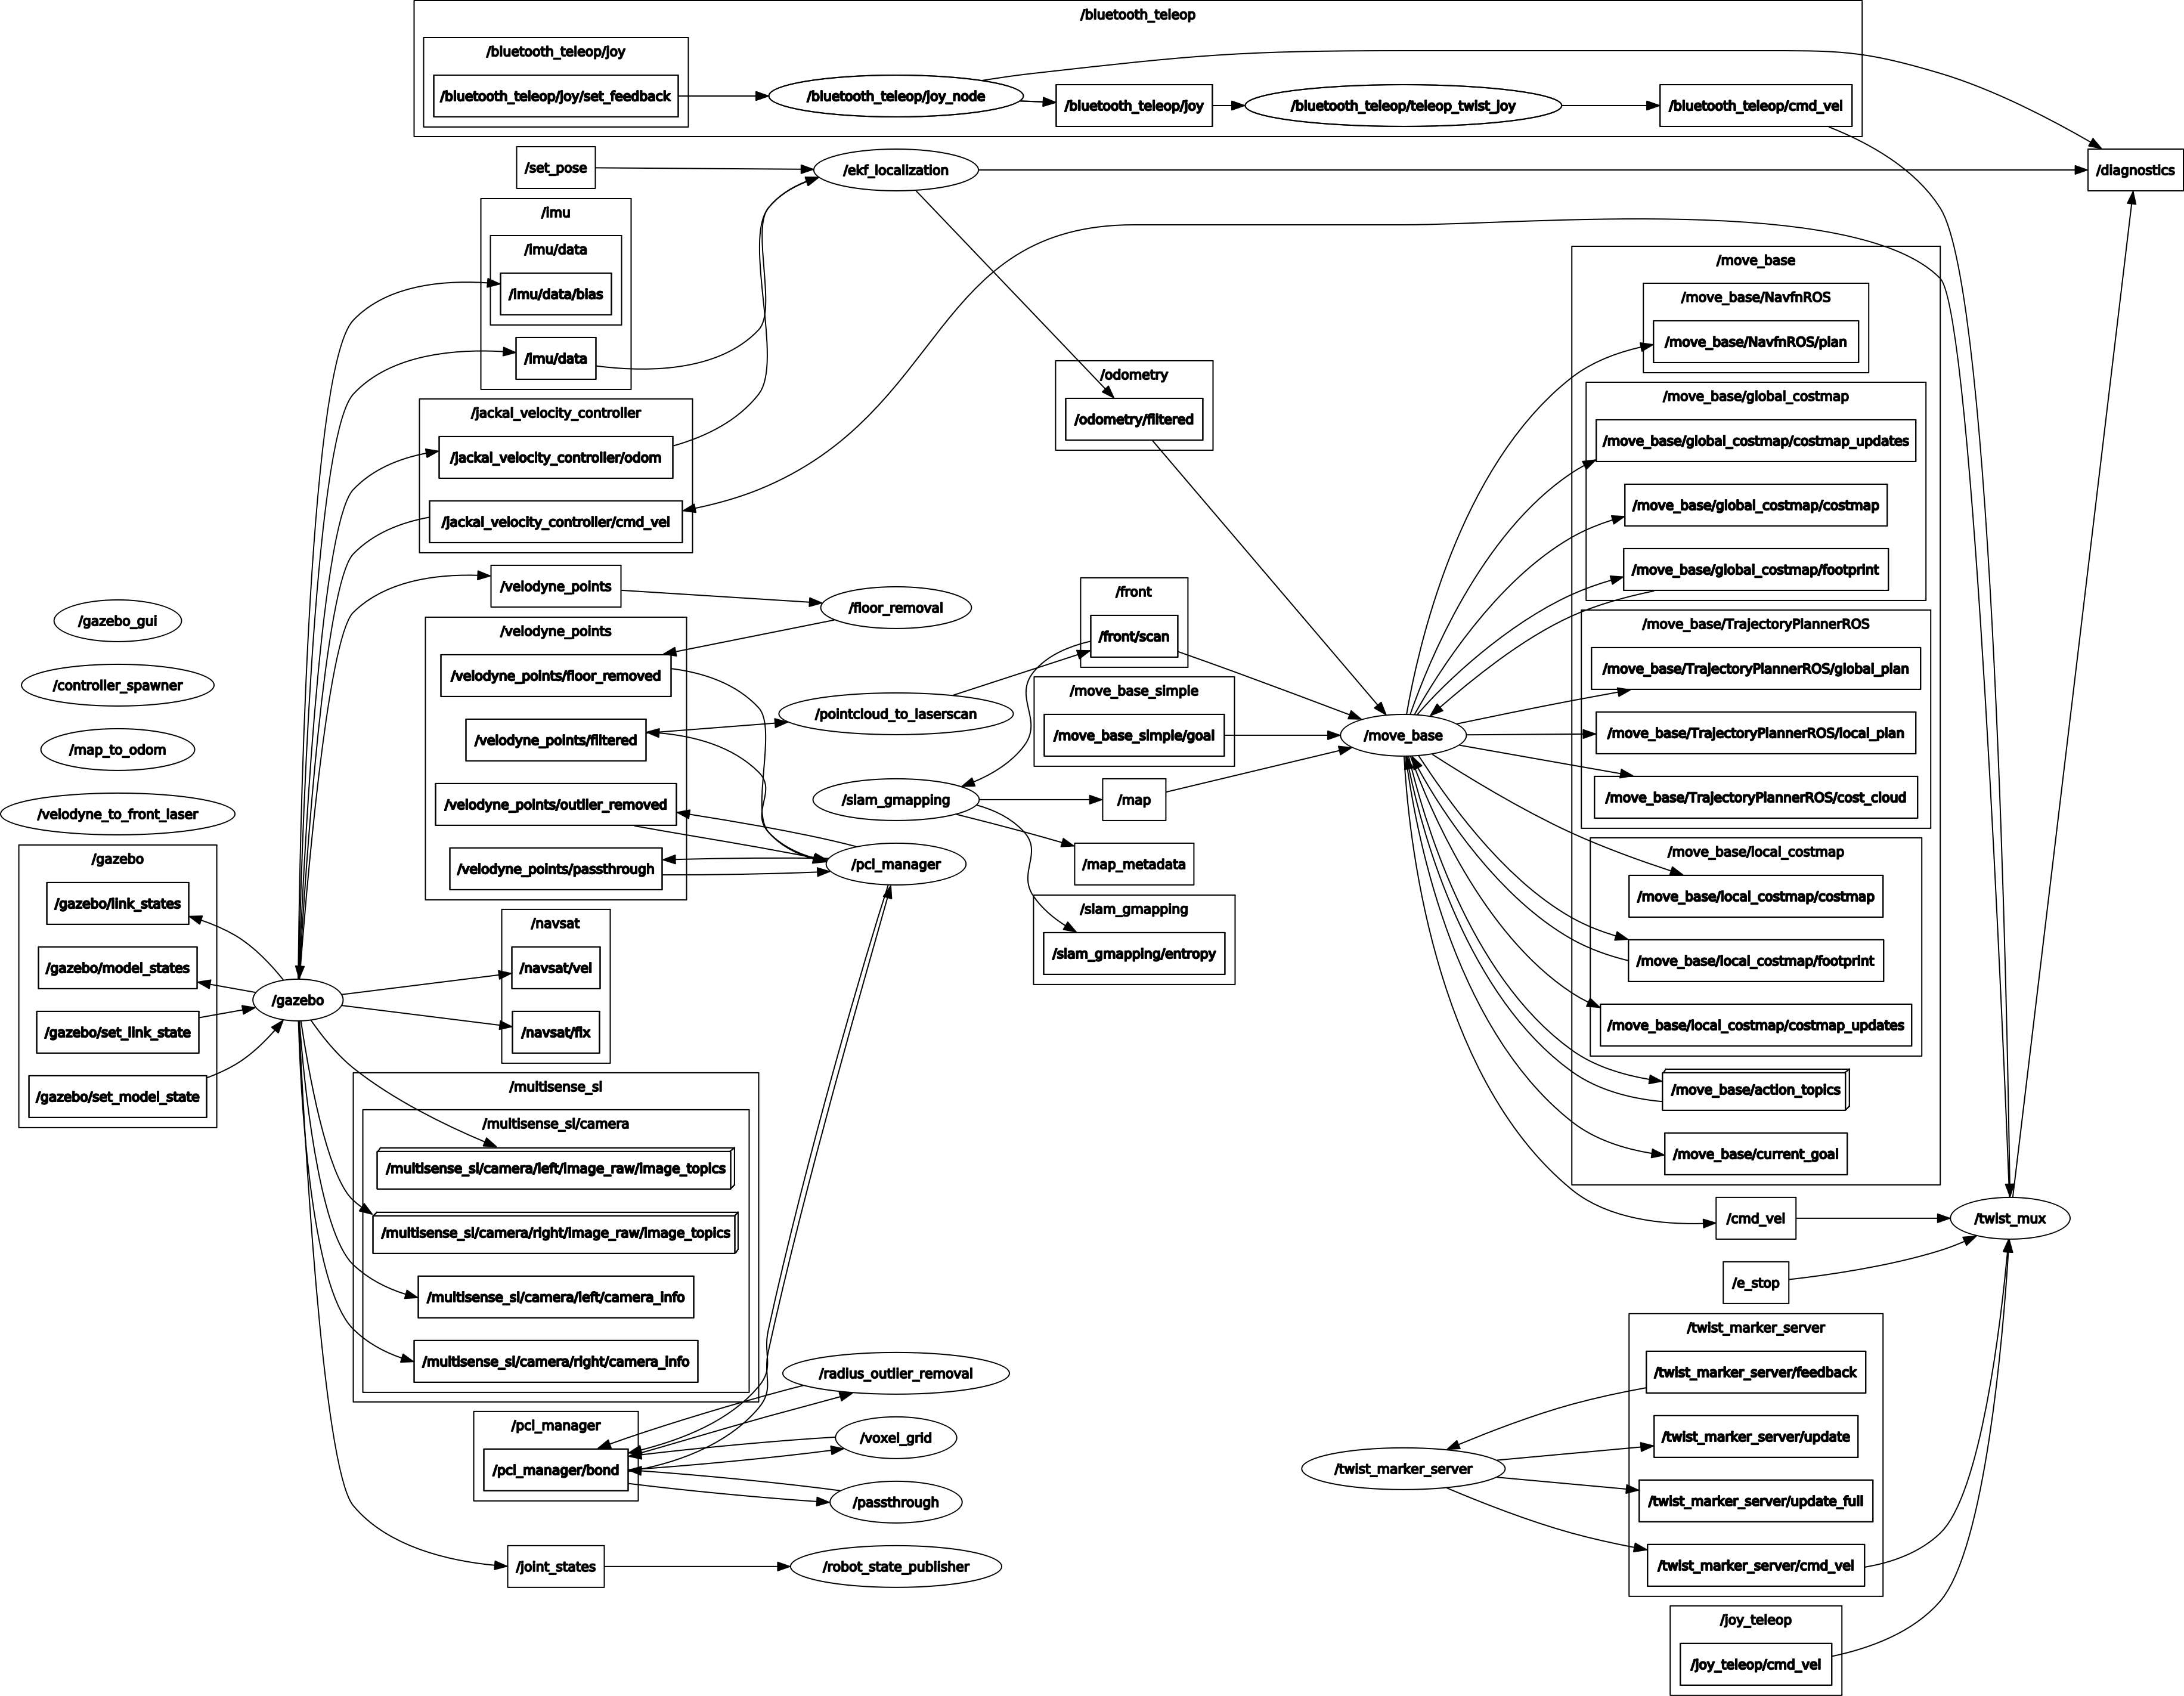 /bluetooth_teleop
/bluetooth_teleop/joy
/bluetooth_teleop/joy/set_feedback
/bluetooth_teleop/joy_node
/bluetooth_teleop/joy
/bluetooth_teleop/teleop_twist_joy
/bluetooth_teleop/cmd_vel
/set_pose
/ekf_localization
/diagnostics
/imu
/imu/data
/imu/data/bias
/imu/data
/jackal_velocity_controller
/jackal_velocity_controller/odom
/jackal_velocity_controller/cmd_vel
/odometry
/odometry/filtered
/move_base
/move_base/NavfnROS
/move_base/NavfnROS/plan
/move_base/global_costmap
/move_base/global_costmap/costmap_updates
/move_base/global_costmap/costmap
/move_base/global_costmap/footprint
/move_base/TrajectoryPlannerROS
/move_base/TrajectoryPlannerROS/global_plan
/move_base/TrajectoryPlannerROS/local_plan
/move_base/TrajectoryPlannerROS/cost_cloud
/move_base/local_costmap
/move_base/local_costmap/costmap
/move_base/local_costmap/footprint
/move_base/local_costmap/costmap_updates
/move_base/action_topics
/move_base/current_goal
/velodyne_points
/floor_removal
/velodyne_points
/velodyne_points/floor_removed
/velodyne_points/filtered
/velodyne_points/outlier_removed
/velodyne_points/passthrough
/pointcloud_to_laserscan
/slam_gmapping
/pcl_manager
/front
/front/scan
/move_base_simple
/move_base_simple/goal
/move_base
/map
/map_metadata
/slam_gmapping
/slam_gmapping/entropy
/gazebo_gui
/controller_spawner
/map_to_odom
/velodyne_to_front_laser
/gazebo
/gazebo/link_states
/gazebo/model_states
/gazebo/set_link_state
/gazebo/set_model_state
/gazebo
/navsat
/navsat/vel
/navsat/fix
/multisense_sl
/multisense_sl/camera
/multisense_sl/camera/left/image_raw/image_topics
/multisense_sl/camera/right/image_raw/image_topics
/multisense_sl/camera/left/camera_info
/multisense_sl/camera/right/camera_info
/pcl_manager
/pcl_manager/bond
/radius_outlier_removal
/voxel_grid
/passthrough
/joint_states
/robot_state_publisher
/cmd_vel
/twist_mux
/e_stop
/twist_marker_server
/twist_marker_server/feedback
/twist_marker_server/update
/twist_marker_server
/twist_marker_server/update_full
/twist_marker_server/cmd_vel
/joy_teleop
/joy_teleop/cmd_vel